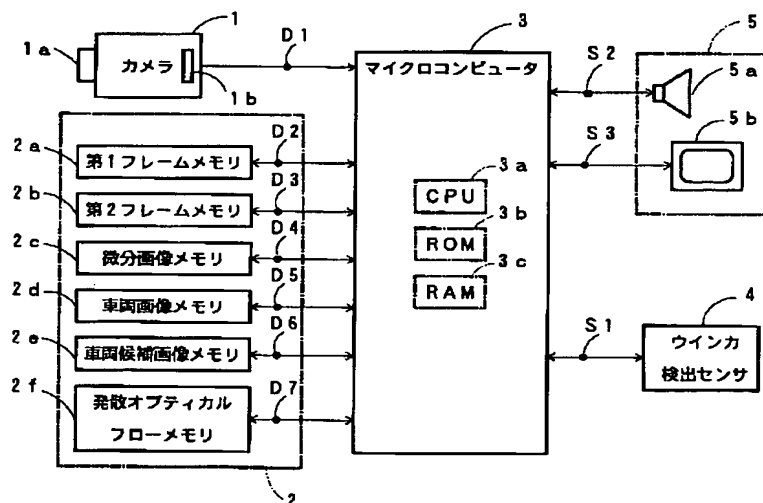 1
1a
カメラ
1b
D1
2a
第1フレームメモリ
D2
2b
第2フレームメモリ
D3
2c
微分画像メモリ
D4
2d
車両画像メモリ
D5
2e
車両候補画像メモリ
D6
2f
発散オプティカル
フローメモリ
D7
2
3
マイクロコンピュータ
3a
CPU
3b
ROM
3c
RAM
S2
S3
5
5a
5b
S1
4
ウインカ
検出センサ